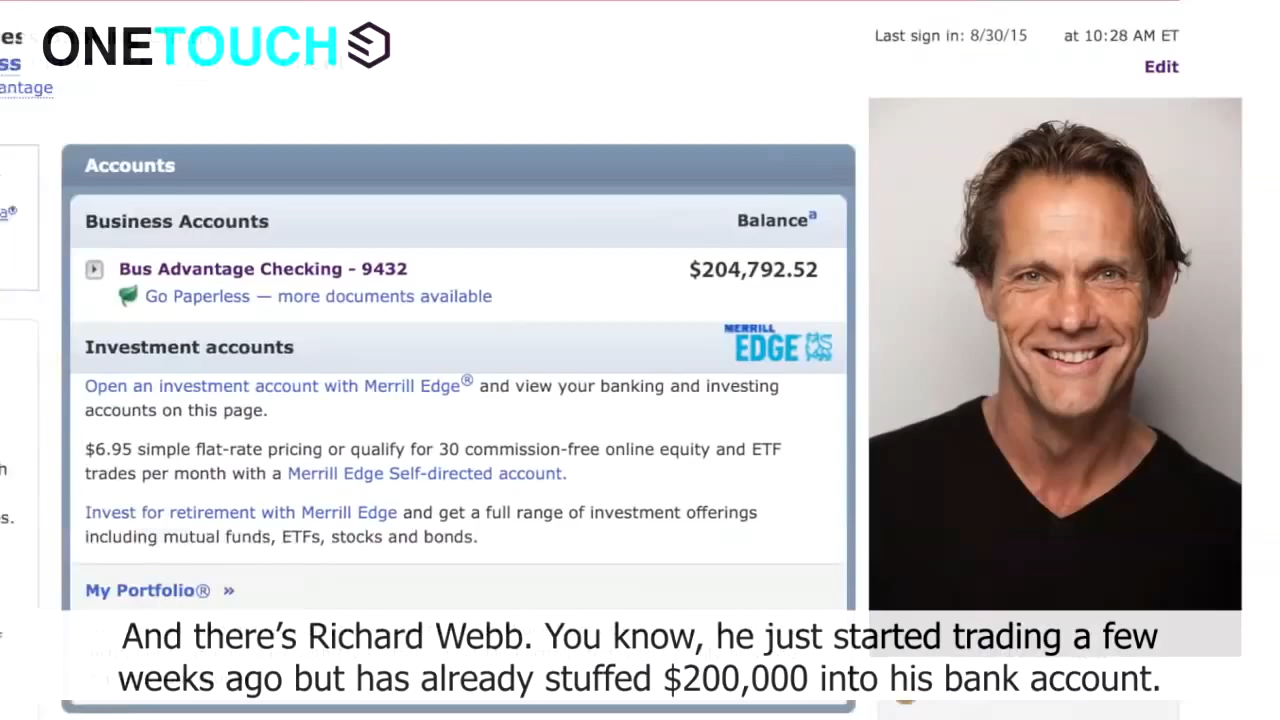 ONETOUCH
Last sign in: 8/30/15 at 10:28 AM ET
Edit
antage
Accounts
Business Accounts Balanceᵃ
Bus Advantage Checking - 9432 $204,792.52
Go Paperless — more documents available
Investment accounts
MERRILL
EDGE
Open an investment account with Merrill Edge® and view your banking and investing
accounts on this page.
$6.95 simple flat-rate pricing or qualify for 30 commission-free online equity and ETF
trades per month with a Merrill Edge Self-directed account.
Invest for retirement with Merrill Edge and get a full range of investment offerings
including mutual funds, ETFs, stocks and bonds.
My Portfolio® »
And there's Richard Webb. You know, he just started trading a few
weeks ago but has already stuffed $200,000 into his bank account.